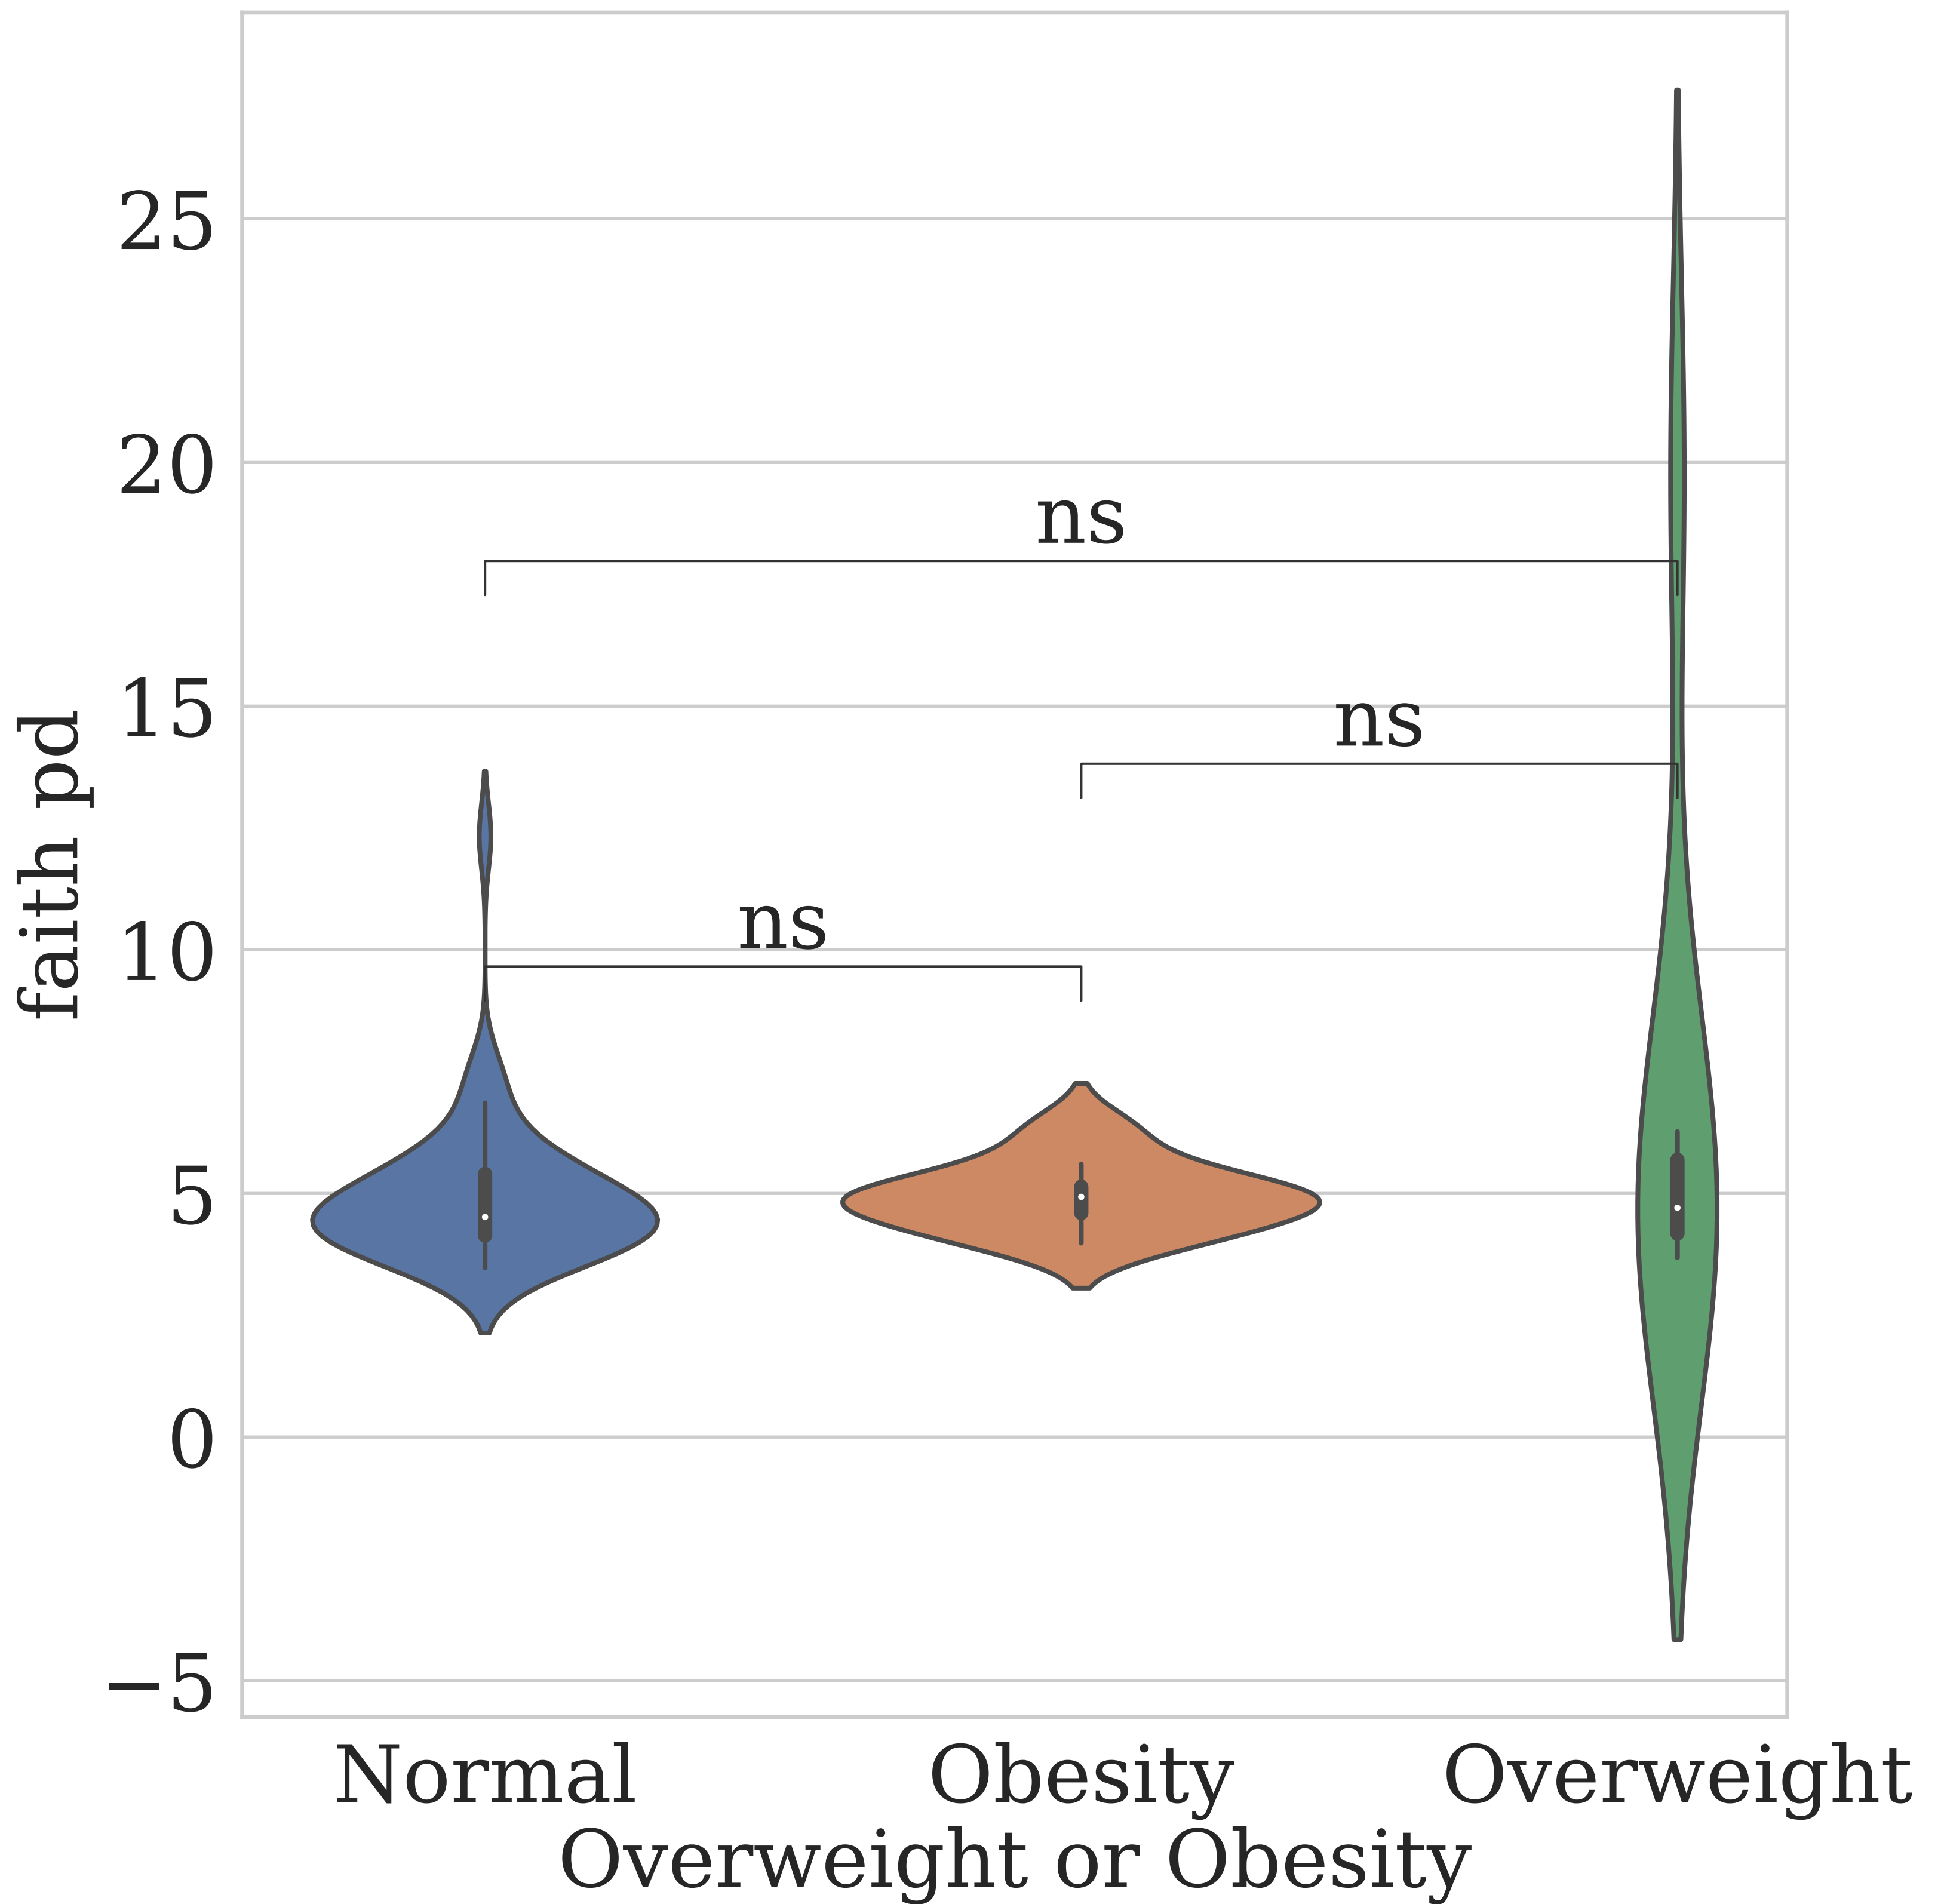 25
20
15
10
5
0
−5
faith pd
ns
ns
ns
Normal
Obesity
Overweight
Overweight or Obesity